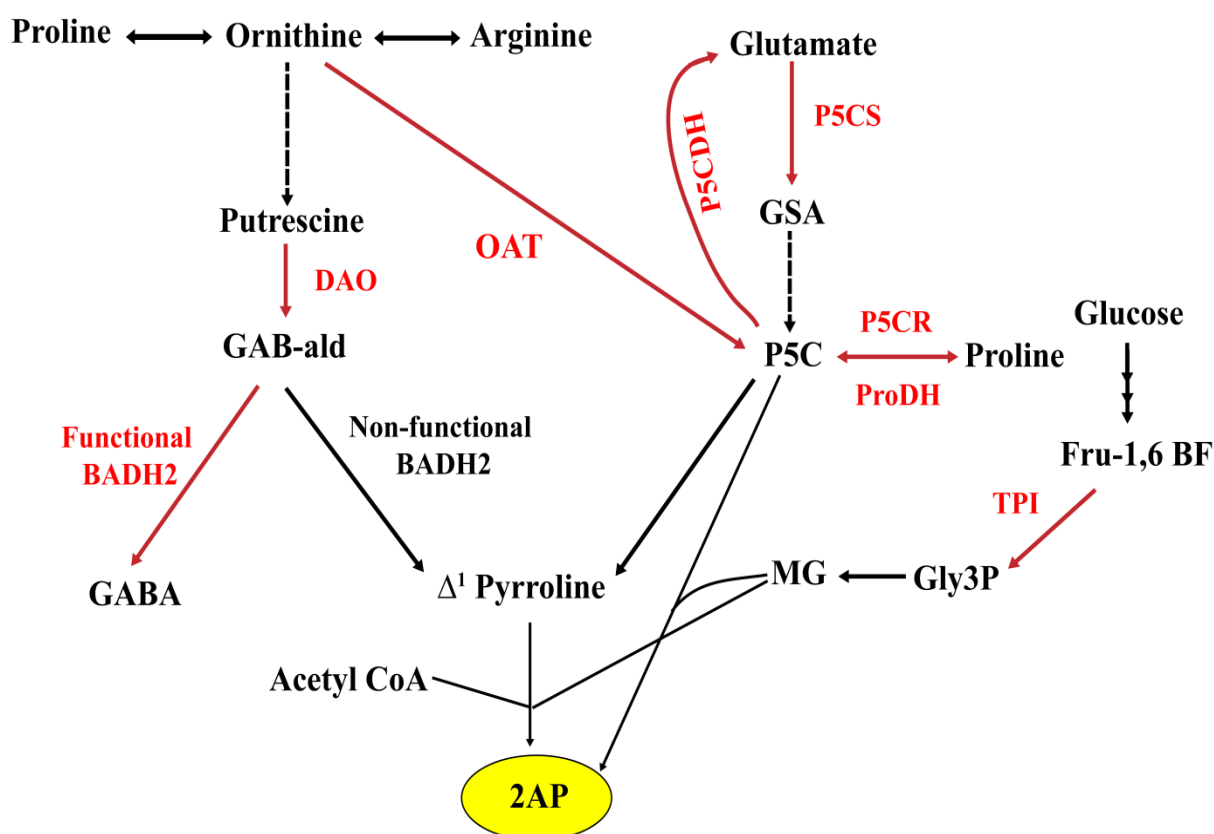 Proline
Ornithine
Arginine
Glutamate
P5CS
P5CDH
GSA
Putrescine
OAT
DAO
GAB-ald
P5C
P5CR
ProDH
Proline
Glucose
Functional
BADH2
Non-functional
BADH2
Fru-1,6 BF
TPI
GABA
Δ¹ Pyrroline
MG
Gly3P
Acetyl CoA
2AP